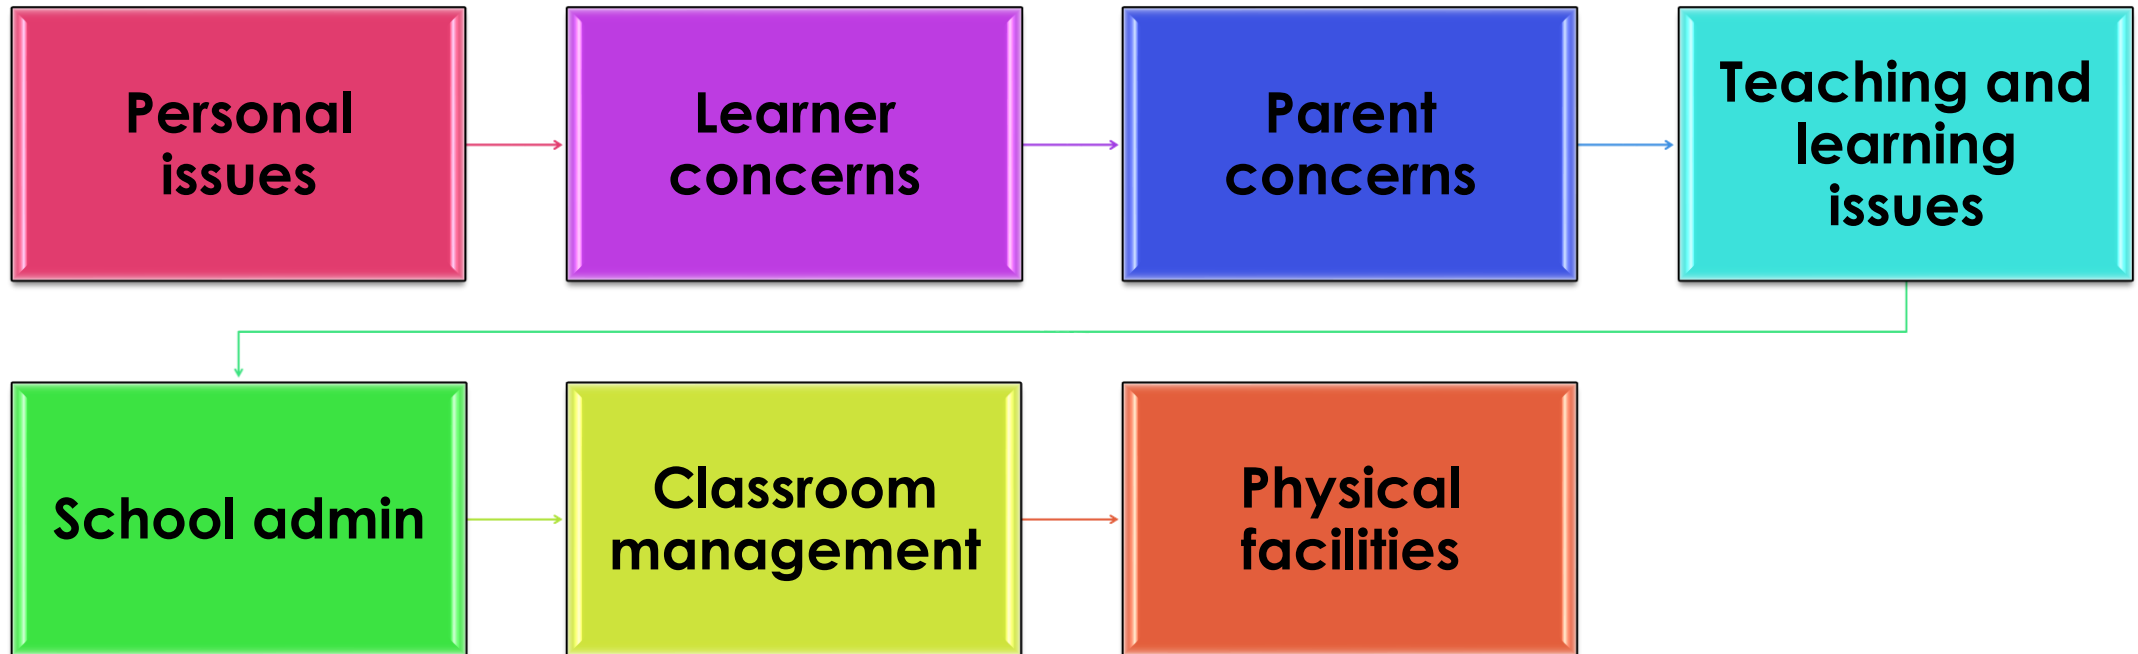 Personal
issues
Learner
concerns
Parent
concerns
Teaching and
learning
issues
School admin
Classroom
management
Physical
facilities